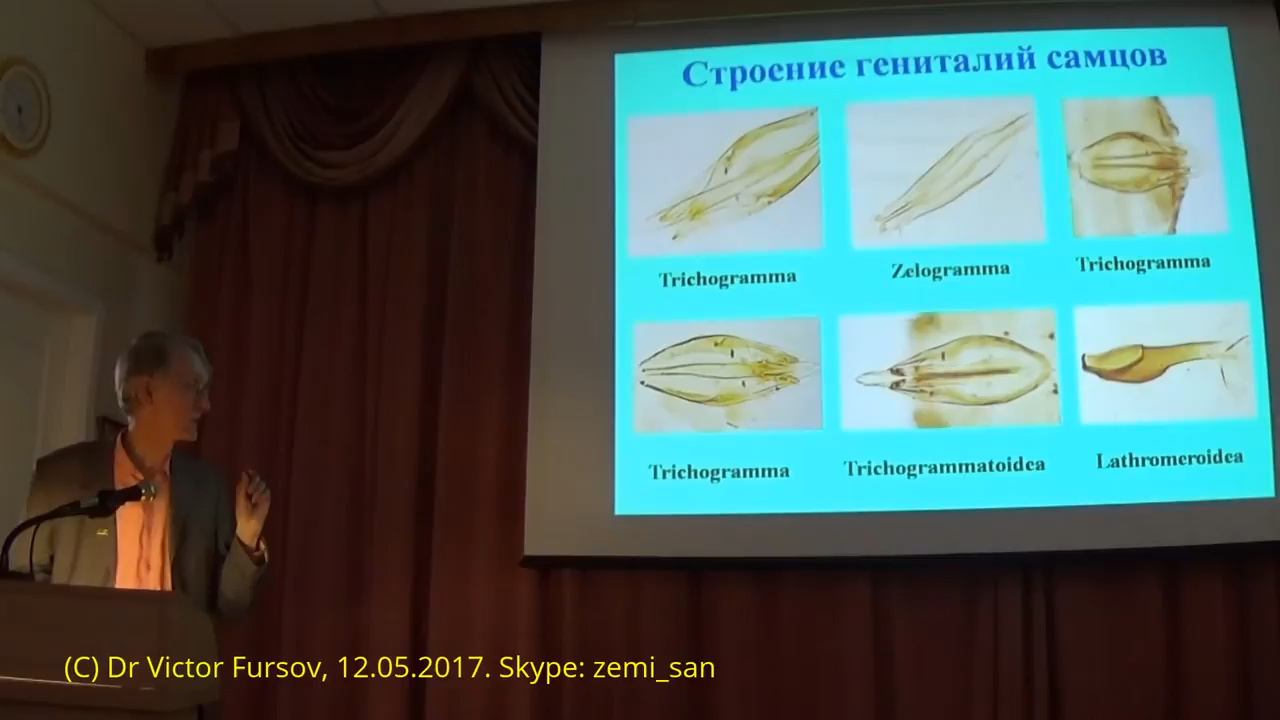 Строение гениталий самцов
Trichogramma
Zelogramma
Trichogramma
Trichogramma
Trichogrammatoidea
Lathromeroidea
(C) Dr Victor Fursov, 12.05.2017. Skype: zemi_san